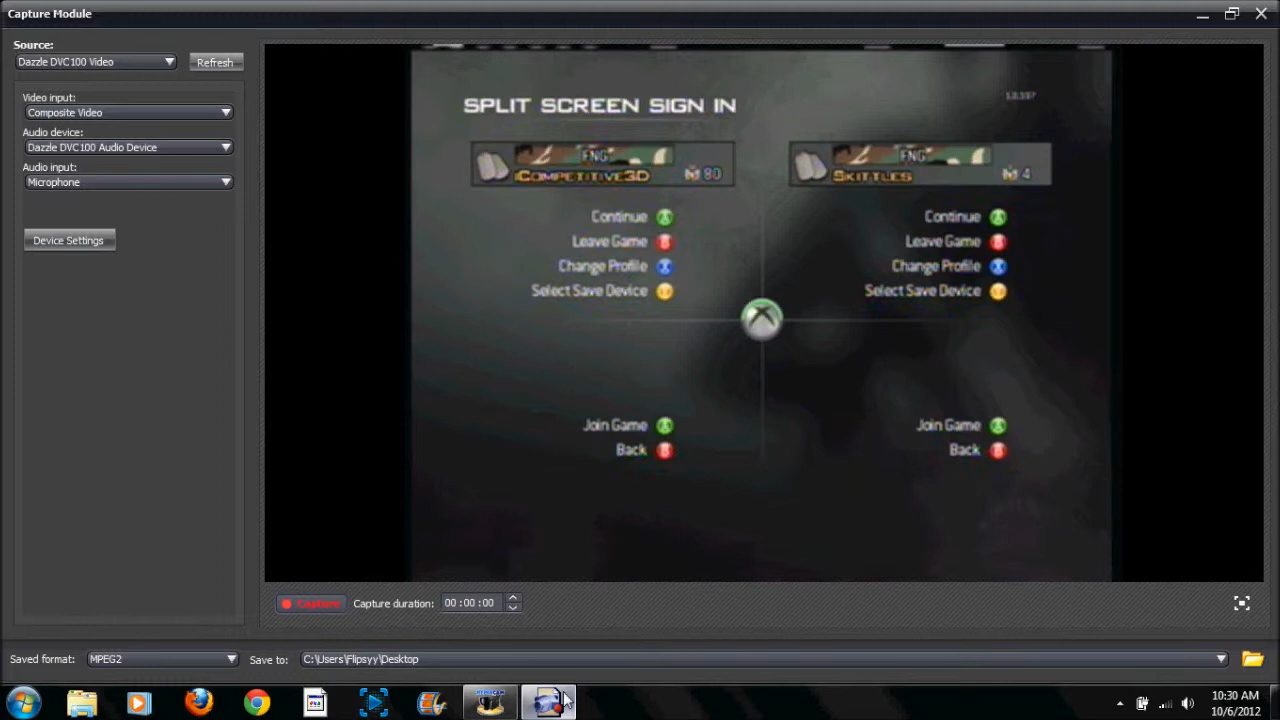 Capture Module
Source:
Dazzle DVC100 Video
Refresh
Video input:
Composite Video
Audio device:
Dazzle DVC100 Audio Device
Audio input:
Microphone
Device Settings
SPLIT SCREEN SIGN IN
FNG
iCompetitive3D
80
FNG
Skittles
4
Continue A
Leave Game B
Change Profile X
Select Save Device
Continue A
Leave Game B
Change Profile X
Select Save Device
Join Game A
Back B
Join Game A
Back B
Capture
Capture duration:
00 :00 : 00
Saved format:
MPEG2
Save to:
C:\Users\Flipsyy\Desktop
10:30 AM
10/6/2012